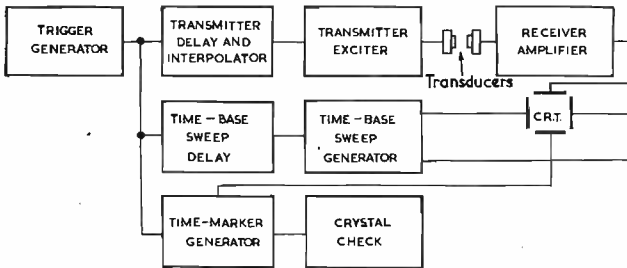 TRIGGER
GENERATOR
TRANSMITTER
DELAY AND
INTERPOLATOR
TRANSMITTER
EXCITER
Transducers
RECEIVER
AMPLIFIER
TIME-BASE
SWEEP
DELAY
TIME-BASE
SWEEP
GENERATOR
C.R.T.
TIME-MARKER
GENERATOR
CRYSTAL
CHECK